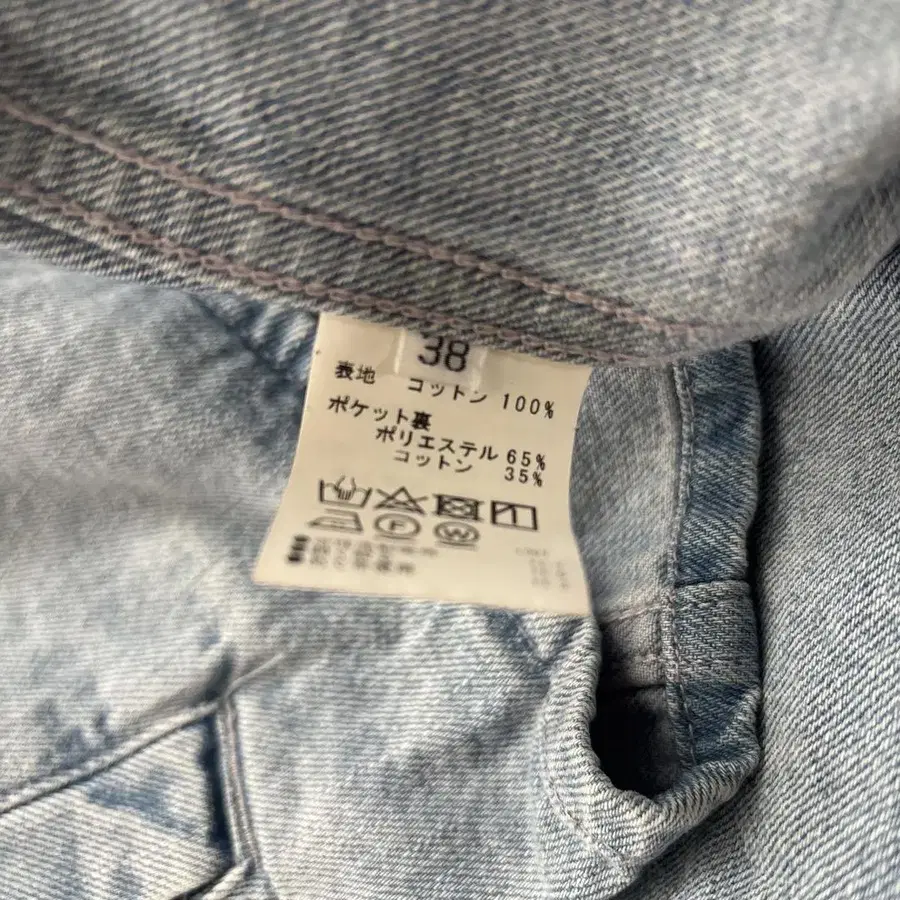 38
表地 コットン 100%
ポケット裏
ポリエステル 65%
コットン 35%
F W